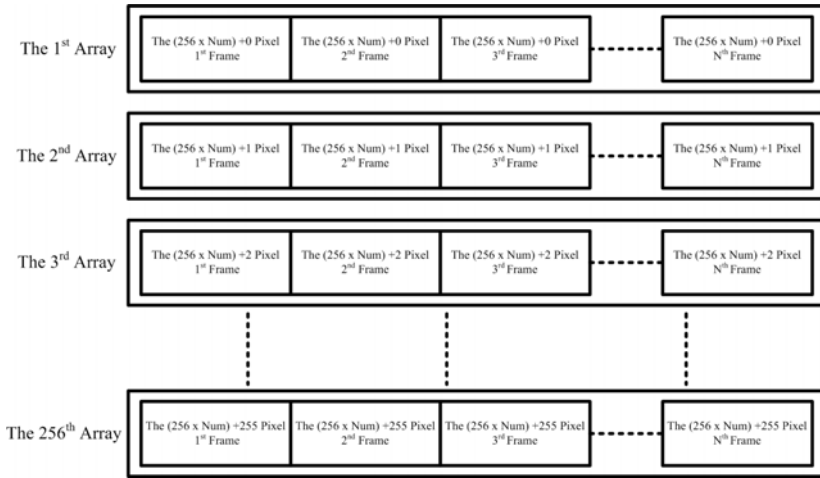 The 1st Array
The (256 x Num) +0 Pixel
1st Frame
The (256 x Num) +0 Pixel
2nd Frame
The (256 x Num) +0 Pixel
3rd Frame
The (256 x Num) +0 Pixel
Nth Frame
The 2nd Array
The (256 x Num) +1 Pixel
1st Frame
The (256 x Num) +1 Pixel
2nd Frame
The (256 x Num) +1 Pixel
3rd Frame
The (256 x Num) +1 Pixel
Nth Frame
The 3rd Array
The (256 x Num) +2 Pixel
1st Frame
The (256 x Num) +2 Pixel
2nd Frame
The (256 x Num) +2 Pixel
3rd Frame
The (256 x Num) +2 Pixel
Nth Frame
The 256th Array
The (256 x Num) +255 Pixel
1st Frame
The (256 x Num) +255 Pixel
2nd Frame
The (256 x Num) +255 Pixel
3rd Frame
The (256 x Num) +255 Pixel
Nth Frame